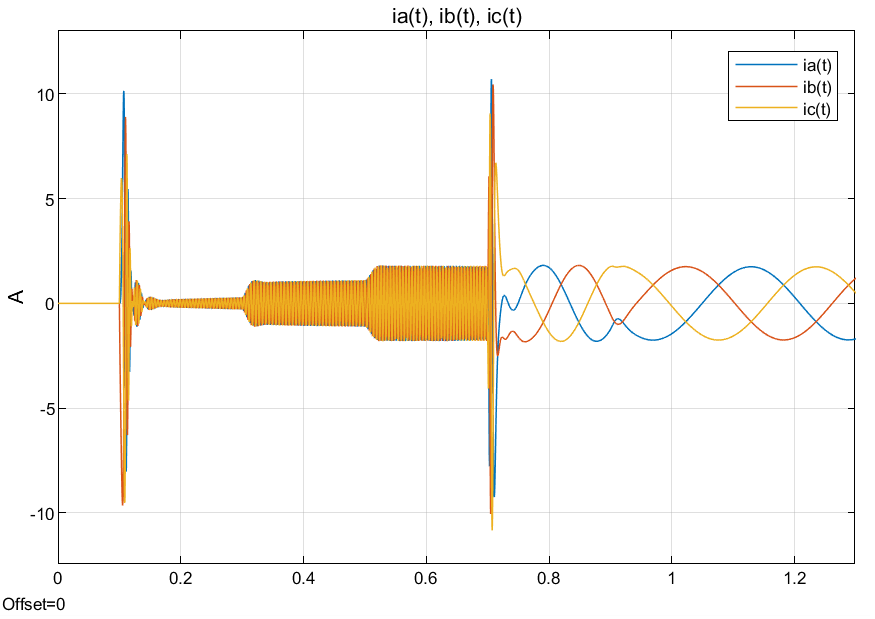 ia(t), ib(t), ic(t)
ia(t)
ib(t)
ic(t)
A
10
5
0
-5
-10
0
0.2
0.4
0.6
0.8
1
1.2
Offset=0